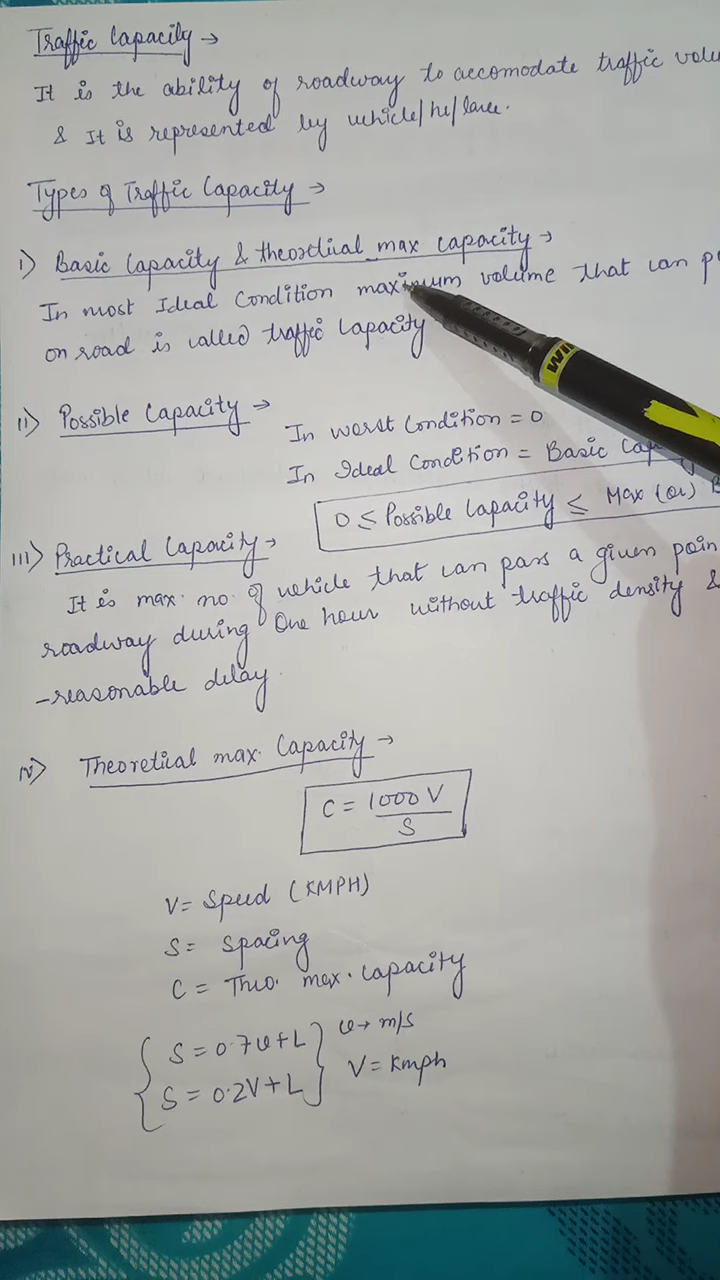 Traffic Capacity →
It is the ability of roadway to accomodate traffic volu
& It is represented by vehicle/hr/lane.
Types of Traffic Capacity →
i) Basic Capacity & theoretical max capacity →
In most Ideal Condition maximum volume that can p
on road is called traffic capacity
ii) Possible Capacity →
In worst Condition = 0
In Ideal Condition = Basic Cap
0 ≤ Possible Capacity ≤ Max (or) B
iii) Practical Capacity →
It is max. no. of vehicle that can pass a given poin
roadway during One hour without traffic density &
-reasonable delay.
iv) Theoretical max. Capacity →
C = 1000 V / S
V = Speed (KMPH)
S = Spacing
C = Theo. max. capacity
S = 0.7v + L v → m/s
S = 0.2V + L V = Kmph
WIN